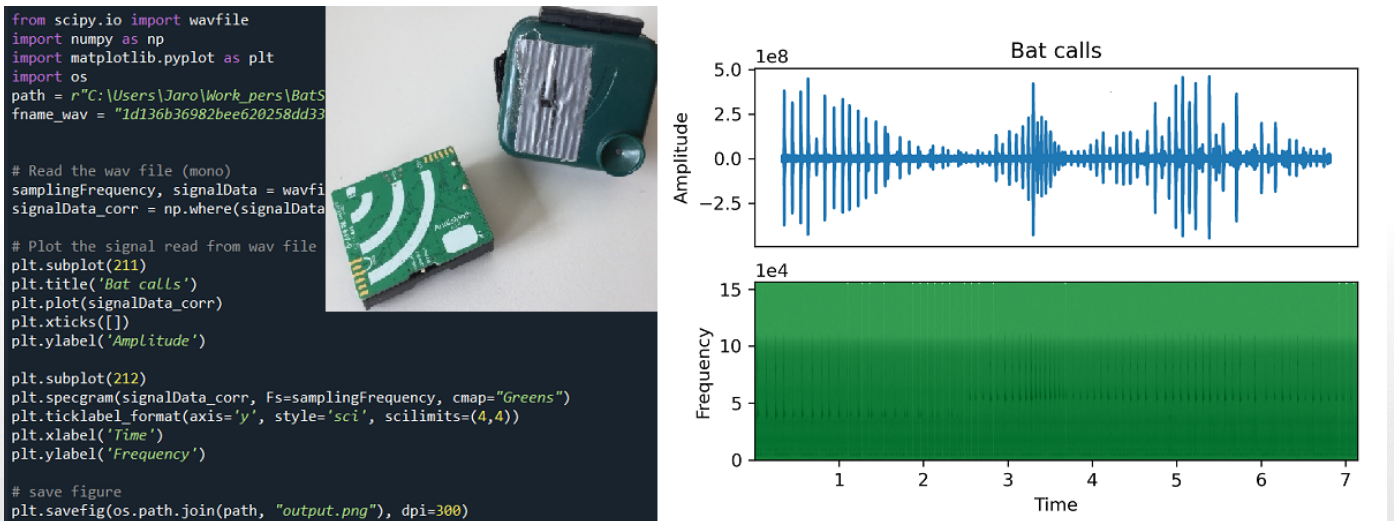 from scipy.io import wavfile
import numpy as np
import matplotlib.pyplot as plt
import os
path = r"C:\Users\Jaro\Work_pers\BatS
fname_wav = "1d136b36982bee620258dd33
# Read the wav file (mono)
samplingFrequency, signalData = wavfi
signalData_corr = np.where(signalData
# Plot the signal read from wav file
plt.subplot(211)
plt.title('Bat calls')
plt.plot(signalData_corr)
plt.xticks([])
plt.ylabel('Amplitude')
plt.subplot(212)
plt.specgram(signalData_corr, Fs=samplingFrequency, cmap="Greens")
plt.ticklabel_format(axis='y', style='sci', scilimits=(4,4))
plt.xlabel('Time')
plt.ylabel('Frequency')
# save figure
plt.savefig(os.path.join(path, "output.png"), dpi=300)
Bat calls
1e8
5.0
2.5
0.0
−2.5
Amplitude
1e4
15
10
5
0
Frequency
1 2 3 4 5 6 7
Time